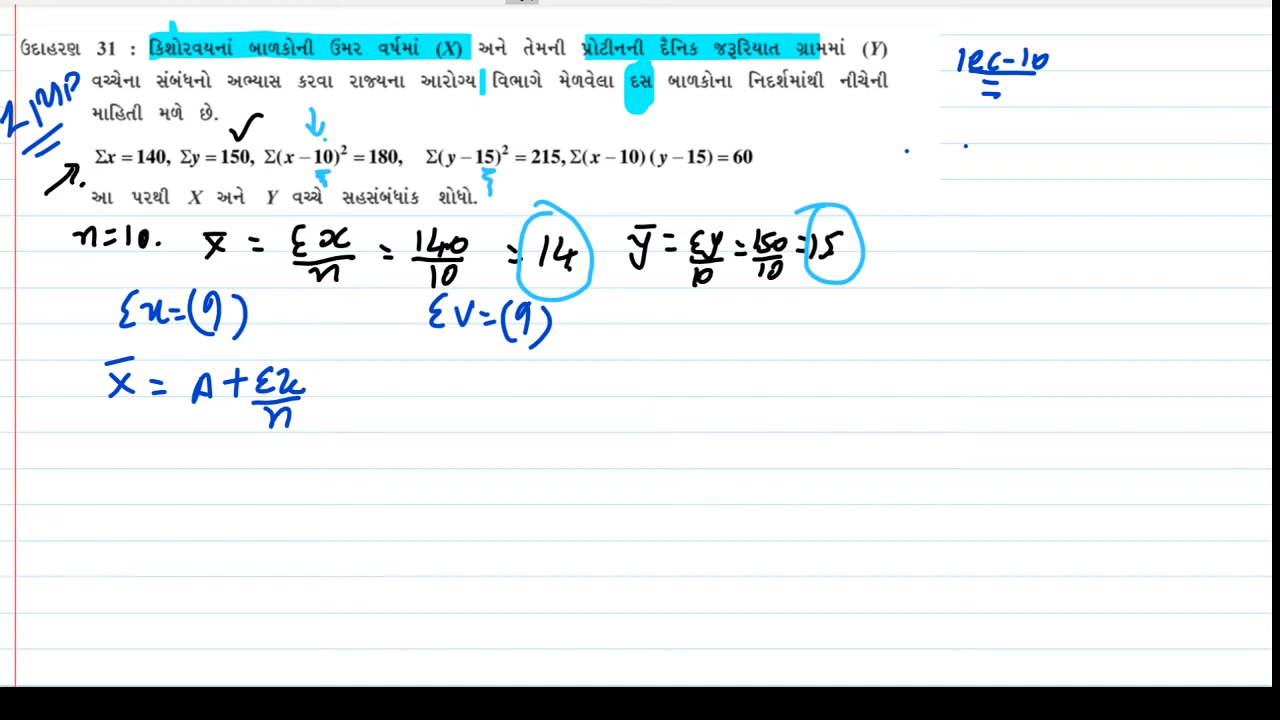 ઉદાહરણ 31 : કિશોરવયનાં બાળકોની ઉંમર વર્ષમાં (X) અને તેમની પ્રોટીનની દૈનિક જરૂરિયાત ગ્રામમાં (Y)
વચ્ચેના સંબંધનો અભ્યાસ કરવા રાજ્યના આરોગ્ય વિભાગે મેળવેલા દસ બાળકોના નિદર્શમાંથી નીચેની
માહિતી મળે છે.
Σx = 140, Σy = 150, Σ(x − 10)² = 180, Σ(y − 15)² = 215, Σ(x − 10) (y − 15) = 60
આ પરથી X અને Y વચ્ચે સહસંબંધાંક શોધો.
lec-10
IMP
n=10. x̅ = Σx/n = 140/10 = 14 y̅ = Σy/10 = 150/10 = 15
Σu=(?) Σv=(?)
x̅ = A + Σu/n